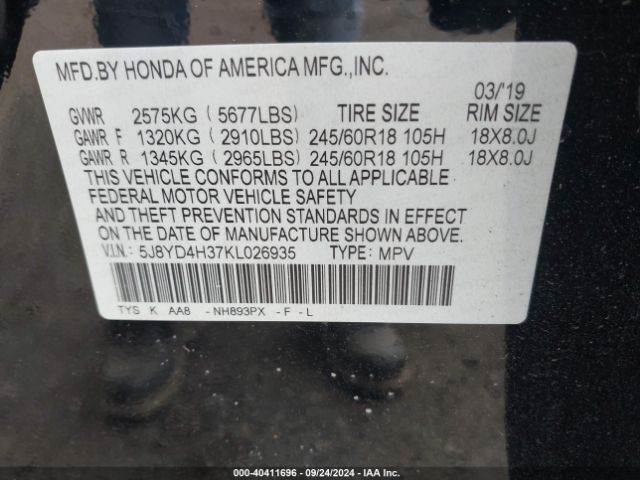 MFD.BY HONDA OF AMERICA MFG.,INC.
03/'19
GVWR 2575KG ( 5677LBS) TIRE SIZE RIM SIZE
GAWR F 1320KG ( 2910LBS) 245/60R18 105H 18X8.0J
GAWR R 1345KG ( 2965LBS) 245/60R18 105H 18X8.0J
THIS VEHICLE CONFORMS TO ALL APPLICABLE
FEDERAL MOTOR VEHICLE SAFETY
AND THEFT PREVENTION STANDARDS IN EFFECT
ON THE DATE OF MANUFACTURE SHOWN ABOVE.
V.I.N.: 5J8YD4H37KL026935 TYPE: MPV
TYS K AA8 - NH893PX - F - L
000-40411696 - 09/24/2024 - IAA Inc.